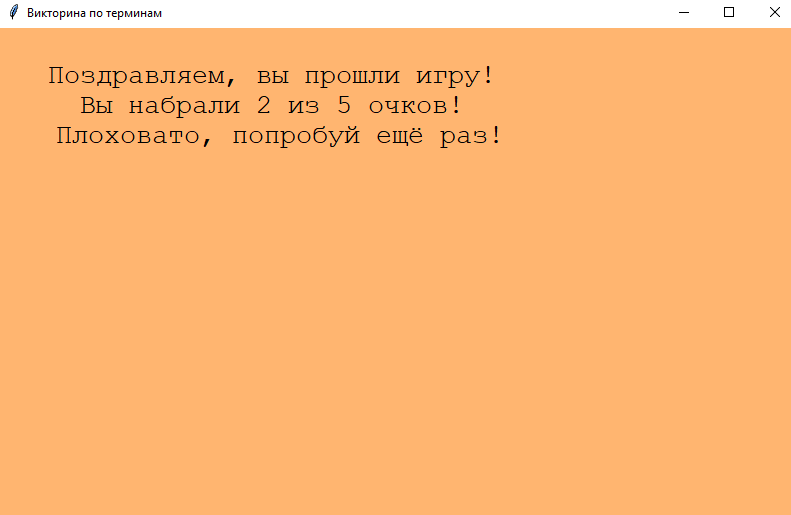 Викторина по терминам
Поздравляем, вы прошли игру!
Вы набрали 2 из 5 очков!
Плоховато, попробуй ещё раз!